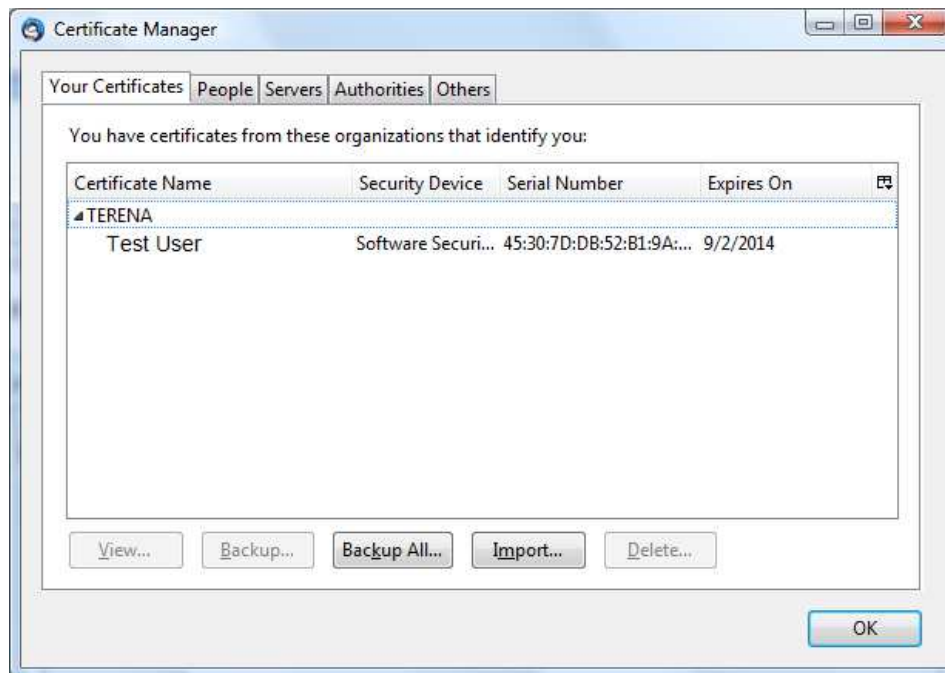 Certificate Manager
Your Certificates People Servers Authorities Others
You have certificates from these organizations that identify you:
Certificate Name Security Device Serial Number Expires On
TERENA
Test User Software Securi... 45:30:7D:DB:52:B1:9A:... 9/2/2014
View... Backup... Backup All... Import... Delete...
OK